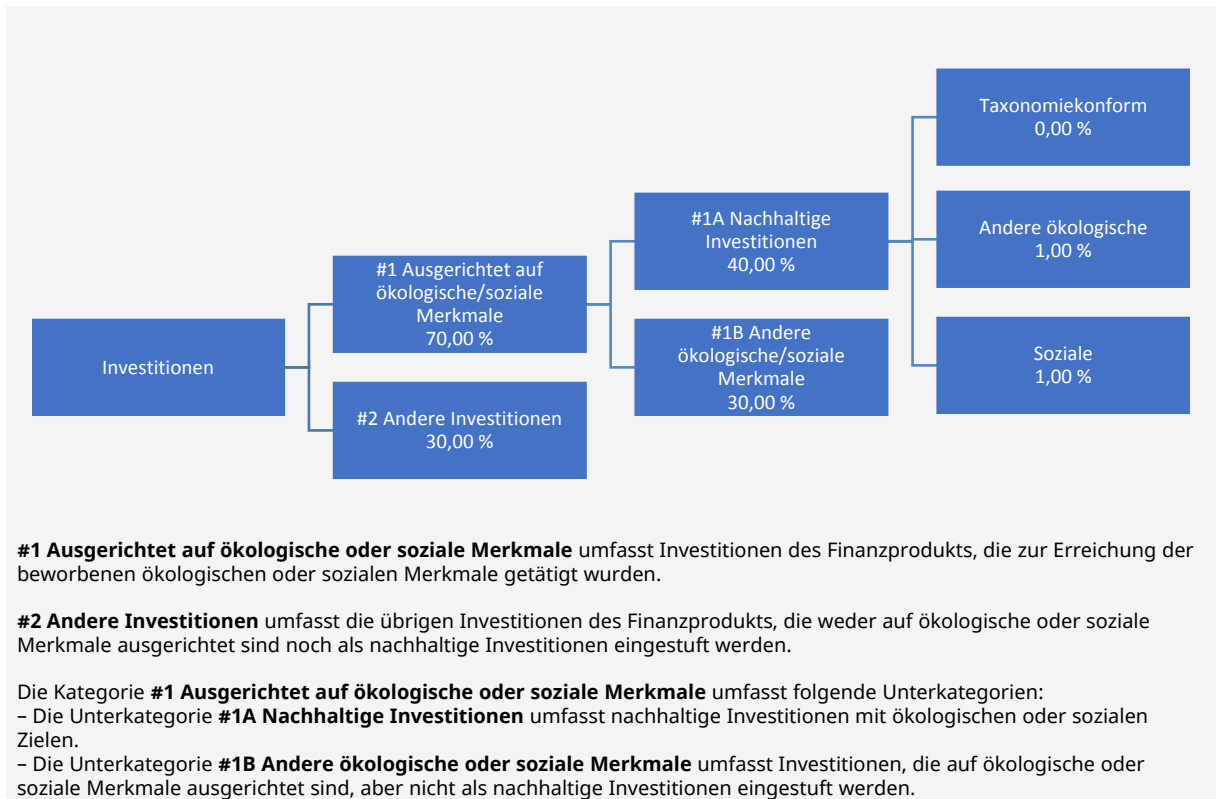 Taxonomiekonform
0,00 %
#1A Nachhaltige
Investitionen
40,00 %
Andere ökologische
1,00 %
#1 Ausgerichtet auf
ökologische/soziale
Merkmale
70,00 %
#1B Andere
ökologische/soziale
Merkmale
30,00 %
Soziale
1,00 %
Investitionen
#2 Andere Investitionen
30,00 %
#1 Ausgerichtet auf ökologische oder soziale Merkmale umfasst Investitionen des Finanzprodukts, die zur Erreichung der
beworbenen ökologischen oder sozialen Merkmale getätigt wurden.
#2 Andere Investitionen umfasst die übrigen Investitionen des Finanzprodukts, die weder auf ökologische oder soziale
Merkmale ausgerichtet sind noch als nachhaltige Investitionen eingestuft werden.
Die Kategorie #1 Ausgerichtet auf ökologische oder soziale Merkmale umfasst folgende Unterkategorien:
– Die Unterkategorie #1A Nachhaltige Investitionen umfasst nachhaltige Investitionen mit ökologischen oder sozialen
Zielen.
– Die Unterkategorie #1B Andere ökologische oder soziale Merkmale umfasst Investitionen, die auf ökologische oder
soziale Merkmale ausgerichtet sind, aber nicht als nachhaltige Investitionen eingestuft werden.